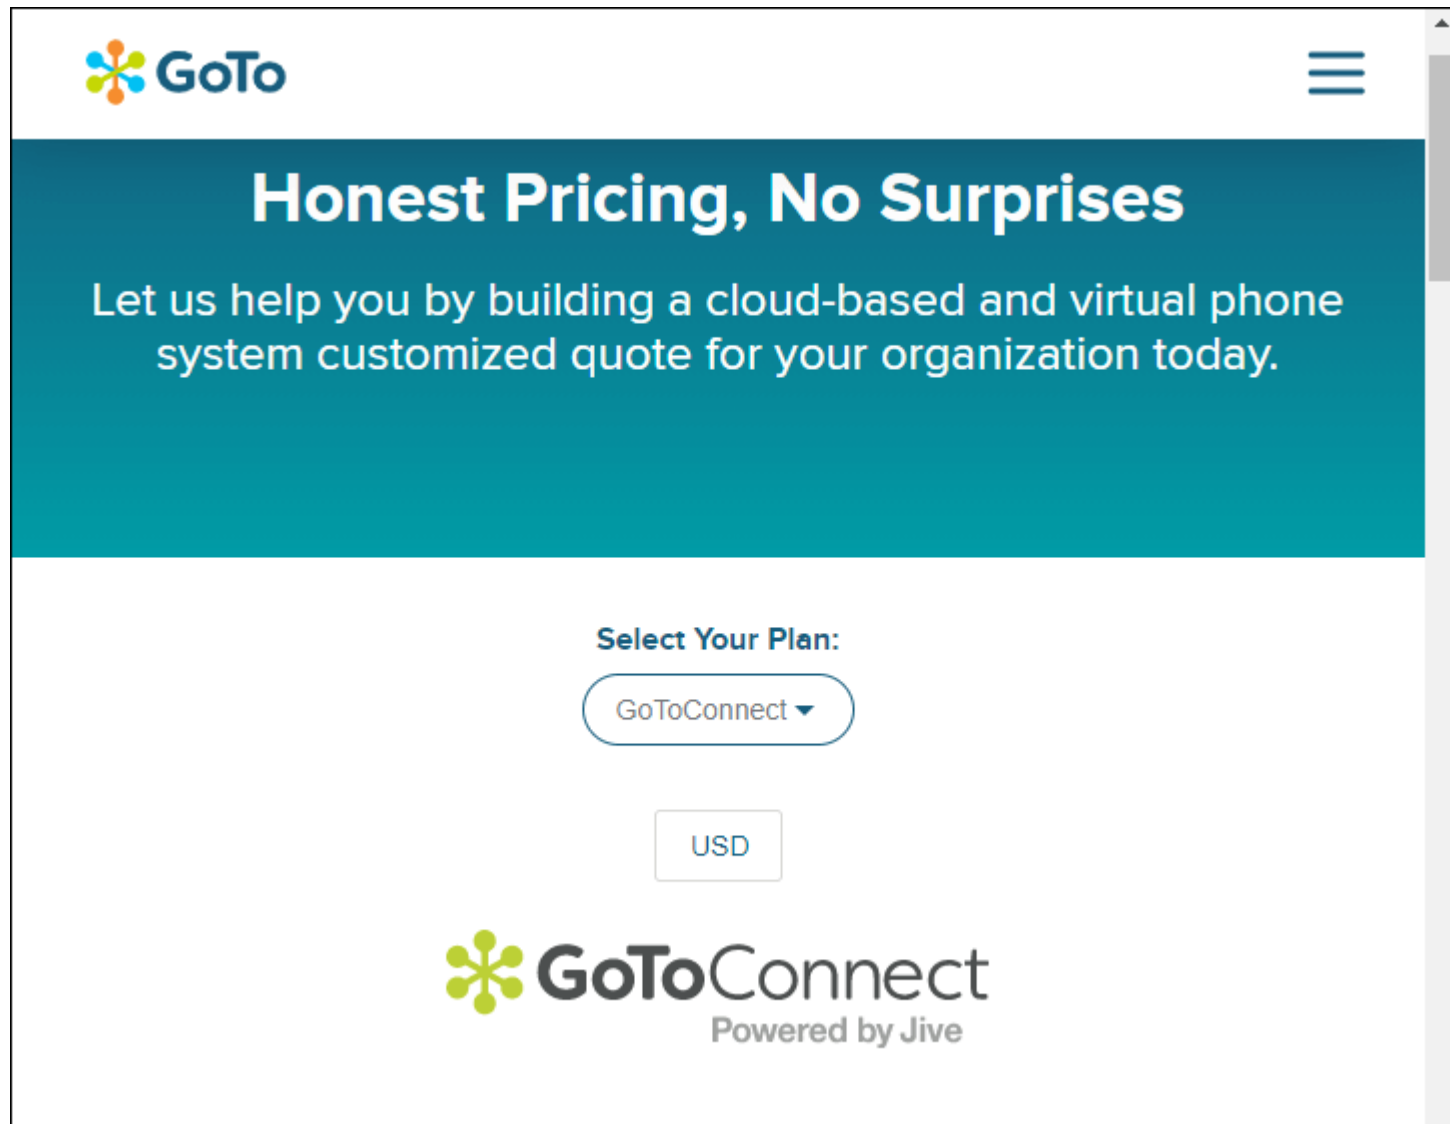 GoTo
Honest Pricing, No Surprises
Let us help you by building a cloud-based and virtual phone
system customized quote for your organization today.
Select Your Plan:
GoToConnect
USD
GoToConnect
Powered by Jive